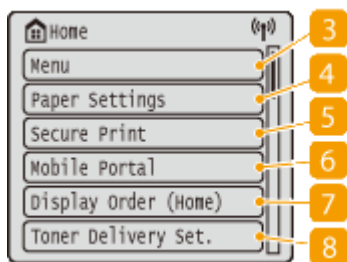 Home
3
Menu
4
Paper Settings
5
Secure Print
6
Mobile Portal
7
Display Order (Home)
8
Toner Delivery Set.